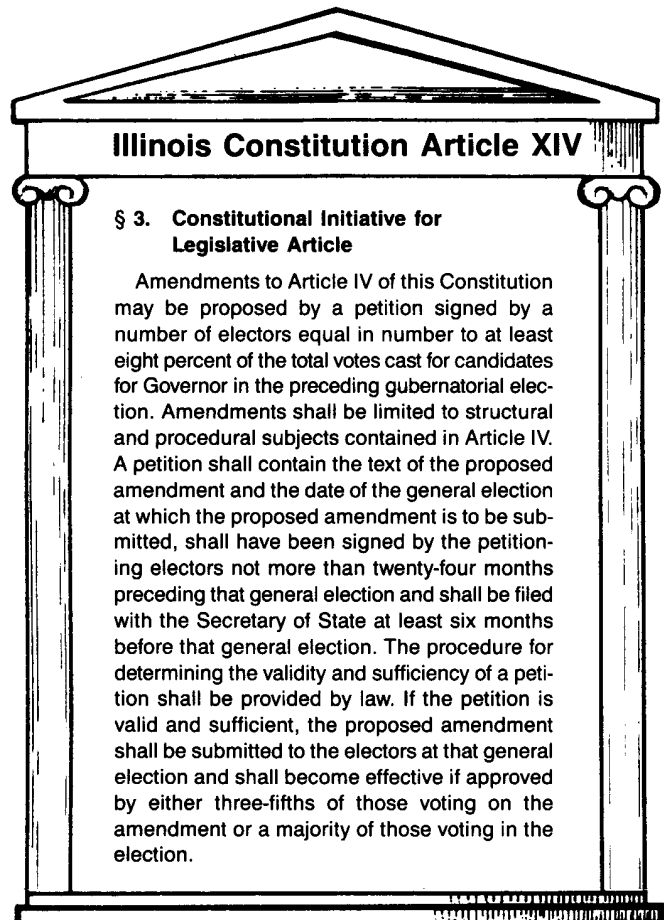 Illinois Constitution Article XIV
§ 3. Constitutional Initiative for
Legislative Article
Amendments to Article IV of this Constitution
may be proposed by a petition signed by a
number of electors equal in number to at least
eight percent of the total votes cast for candidates
for Governor in the preceding gubernatorial elec-
tion. Amendments shall be limited to structural
and procedural subjects contained in Article IV.
A petition shall contain the text of the proposed
amendment and the date of the general election
at which the proposed amendment is to be sub-
mitted, shall have been signed by the petition-
ing electors not more than twenty-four months
preceding that general election and shall be filed
with the Secretary of State at least six months
before that general election. The procedure for
determining the validity and sufficiency of a peti-
tion shall be provided by law. If the petition is
valid and sufficient, the proposed amendment
shall be submitted to the electors at that general
election and shall become effective if approved
by either three-fifths of those voting on the
amendment or a majority of those voting in the
election.